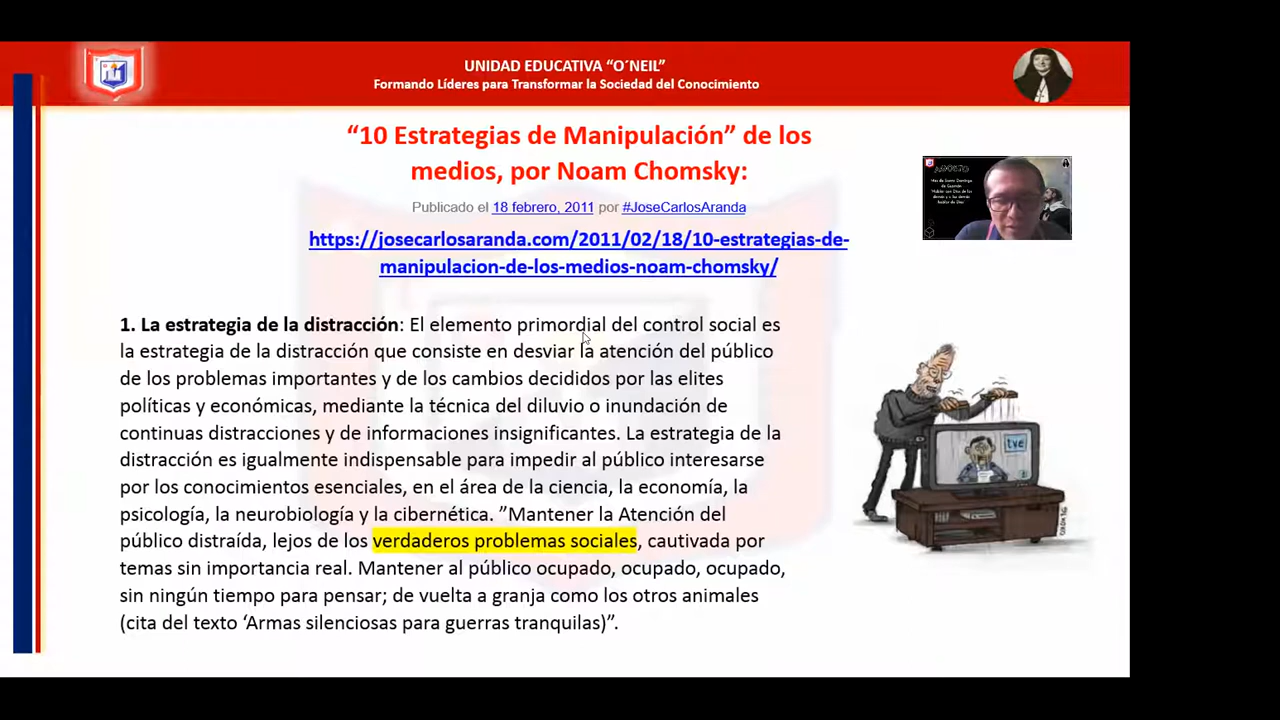 UNIDAD EDUCATIVA “O´NEIL”
Formando Líderes para Transformar la Sociedad del Conocimiento
“10 Estrategias de Manipulación” de los
medios, por Noam Chomsky:
Publicado el 18 febrero, 2011 por #JoseCarlosAranda
https://josecarlosaranda.com/2011/02/18/10-estrategias-de-
manipulacion-de-los-medios-noam-chomsky/
AGOSTO
1. La estrategia de la distracción: El elemento primordial del control social es
la estrategia de la distracción que consiste en desviar la atención del público
de los problemas importantes y de los cambios decididos por las elites
políticas y económicas, mediante la técnica del diluvio o inundación de
continuas distracciones y de informaciones insignificantes. La estrategia de la
distracción es igualmente indispensable para impedir al público interesarse
por los conocimientos esenciales, en el área de la ciencia, la economía, la
psicología, la neurobiología y la cibernética. ”Mantener la Atención del
público distraída, lejos de los verdaderos problemas sociales, cautivada por
temas sin importancia real. Mantener al público ocupado, ocupado, ocupado,
sin ningún tiempo para pensar; de vuelta a granja como los otros animales
(cita del texto ‘Armas silenciosas para guerras tranquilas)”.
tve